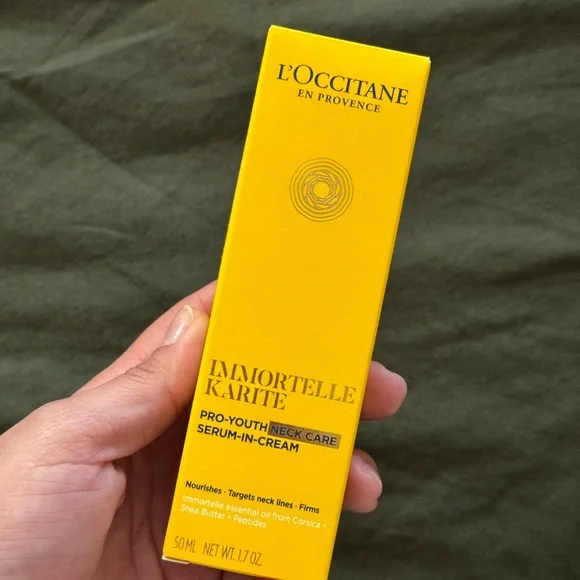 L'OCCITANE
EN PROVENCE
IMMORTELLE
KARITE
PRO-YOUTH NECK CARE
SERUM-IN-CREAM
Nourishes · Targets neck lines · Firms
Immortelle essential oil from Corsica •
Shea Butter • Peptides
50 ML NET WT. 1.7 OZ.